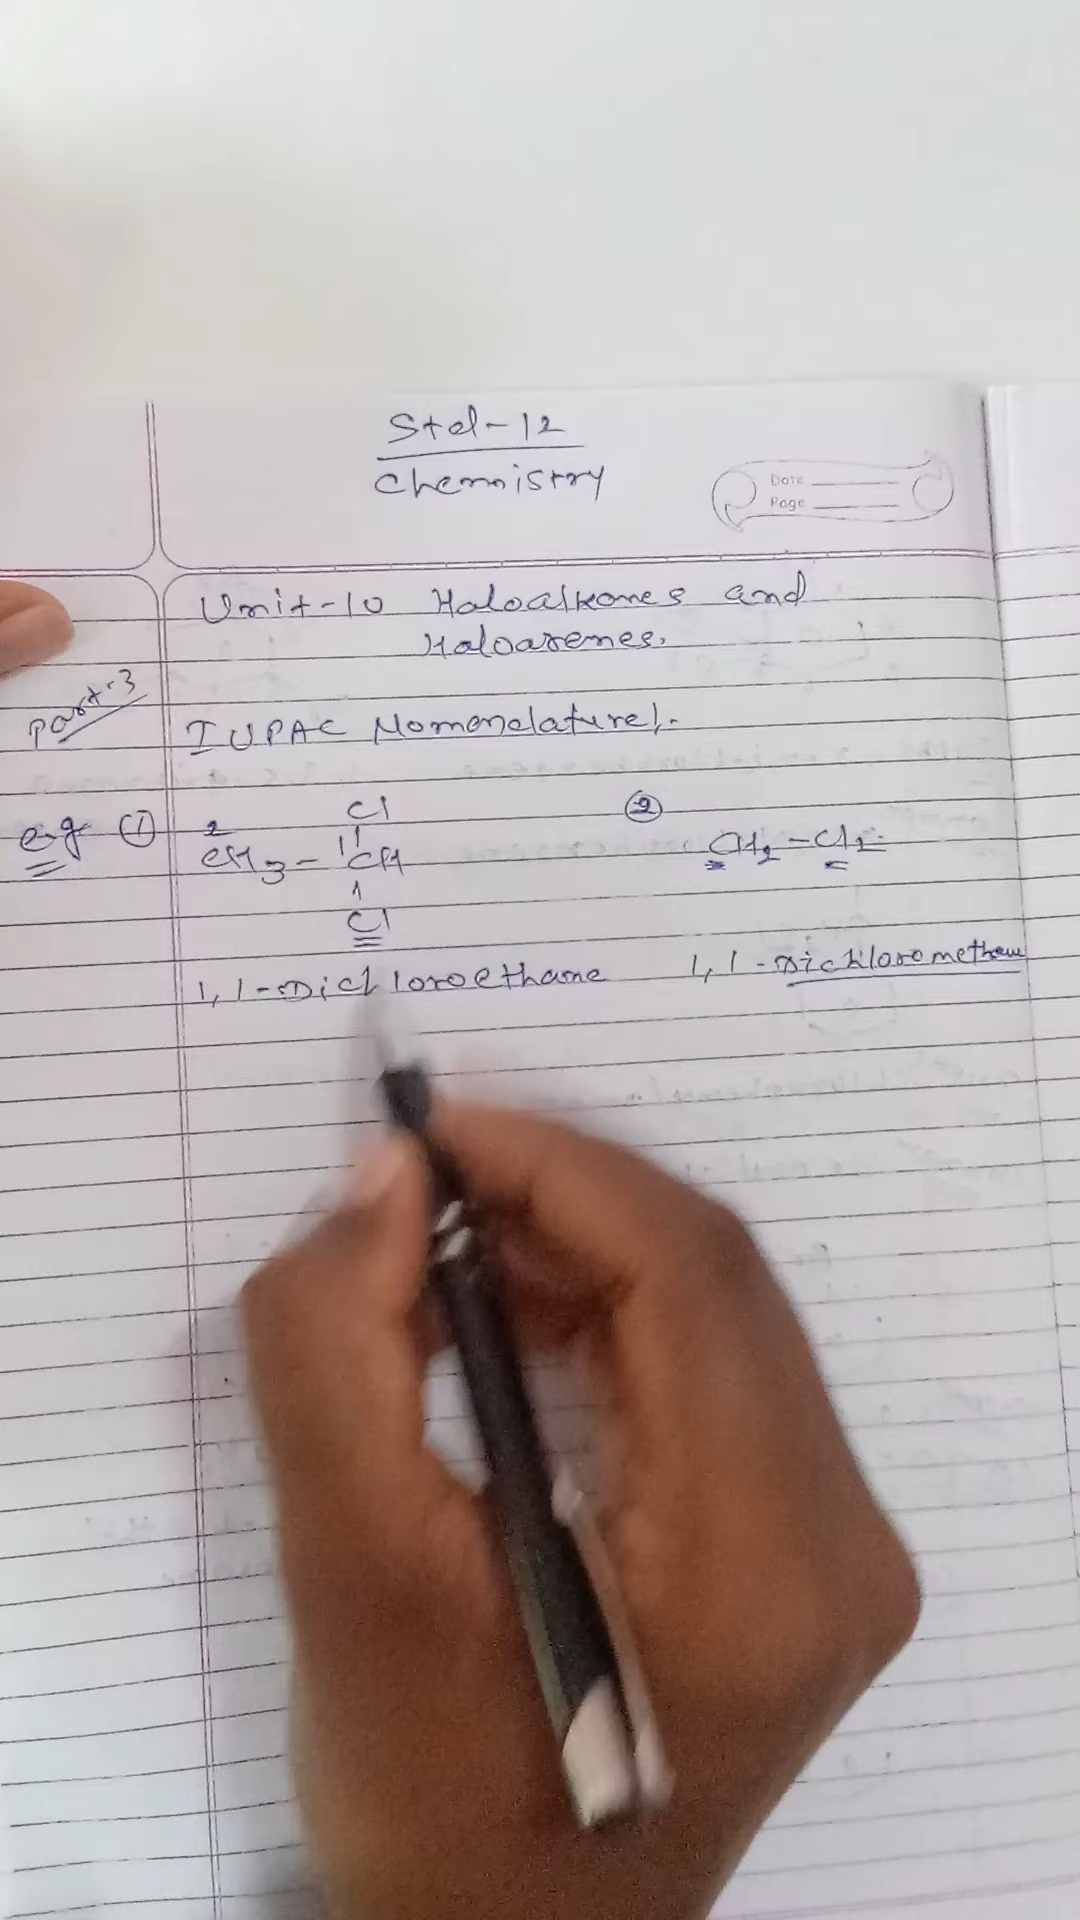 Std-12
Chemistry
Date
Page
Unit-10 Haloalkanes and
Haloarenes.
Part-3
IUPAC Nomenclature:-
e.g ① CH3-CH
2
Cl
1
Cl
②
CH2-Cl2
1,1-Dichloroethane
1,1-Dichloromethane